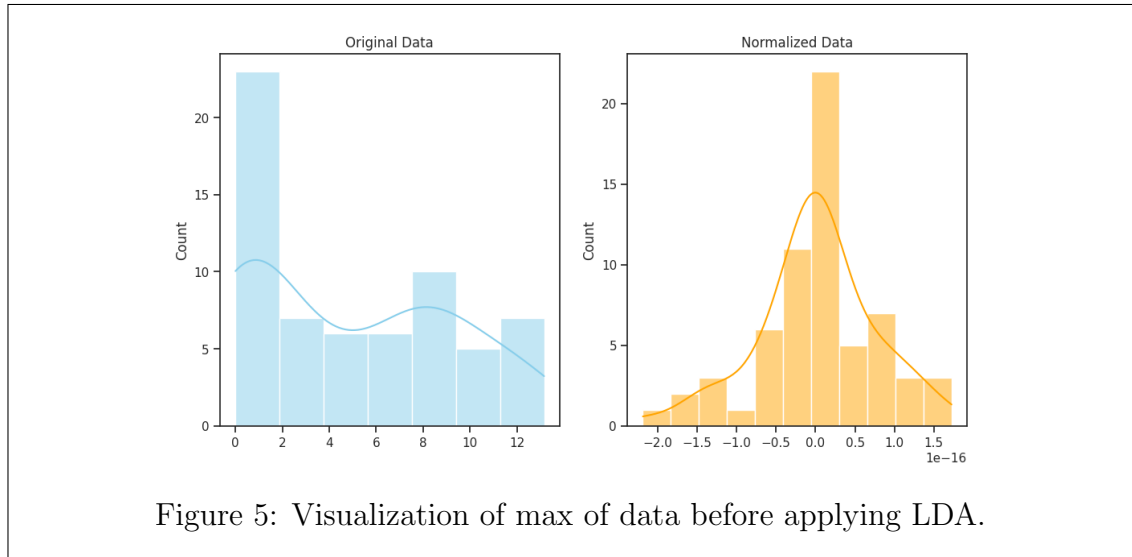 Original Data
Normalized Data
Count
20
15
10
5
0
0 2 4 6 8 10 12
Count
20
15
10
5
0
−2.0 −1.5 −1.0 −0.5 0.0 0.5 1.0 1.5
1e−16
Figure 5: Visualization of max of data before applying LDA.